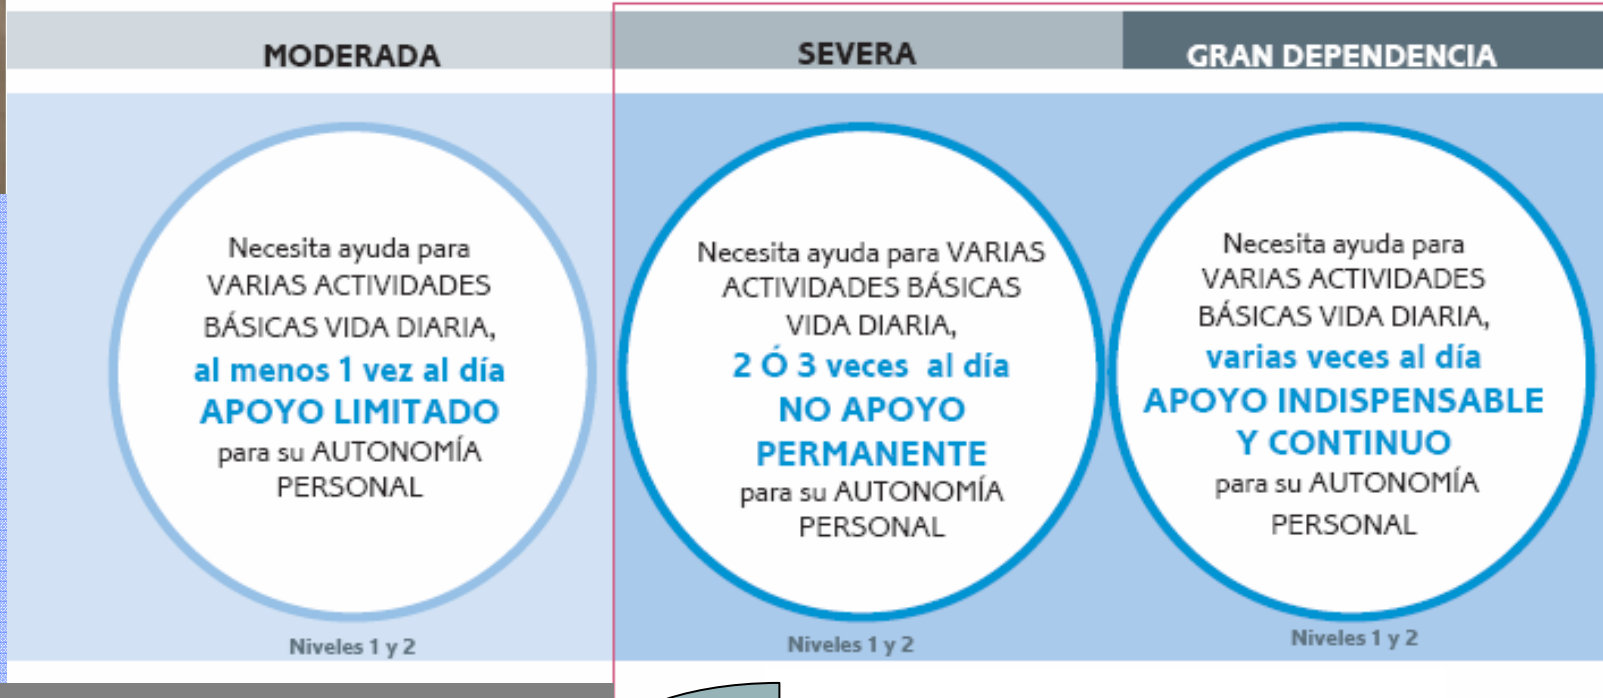 MODERADA
SEVERA
GRAN DEPENDENCIA
Necesita ayuda para
VARIAS ACTIVIDADES
BÁSICAS VIDA DIARIA,
al menos 1 vez al día
APOYO LIMITADO
para su AUTONOMÍA
PERSONAL
Niveles 1 y 2
Necesita ayuda para VARIAS
ACTIVIDADES BÁSICAS
VIDA DIARIA,
2 Ó 3 veces al día
NO APOYO
PERMANENTE
para su AUTONOMÍA
PERSONAL
Niveles 1 y 2
Necesita ayuda para
VARIAS ACTIVIDADES
BÁSICAS VIDA DIARIA,
varias veces al día
APOYO INDISPENSABLE
Y CONTINUO
para su AUTONOMÍA
PERSONAL
Niveles 1 y 2